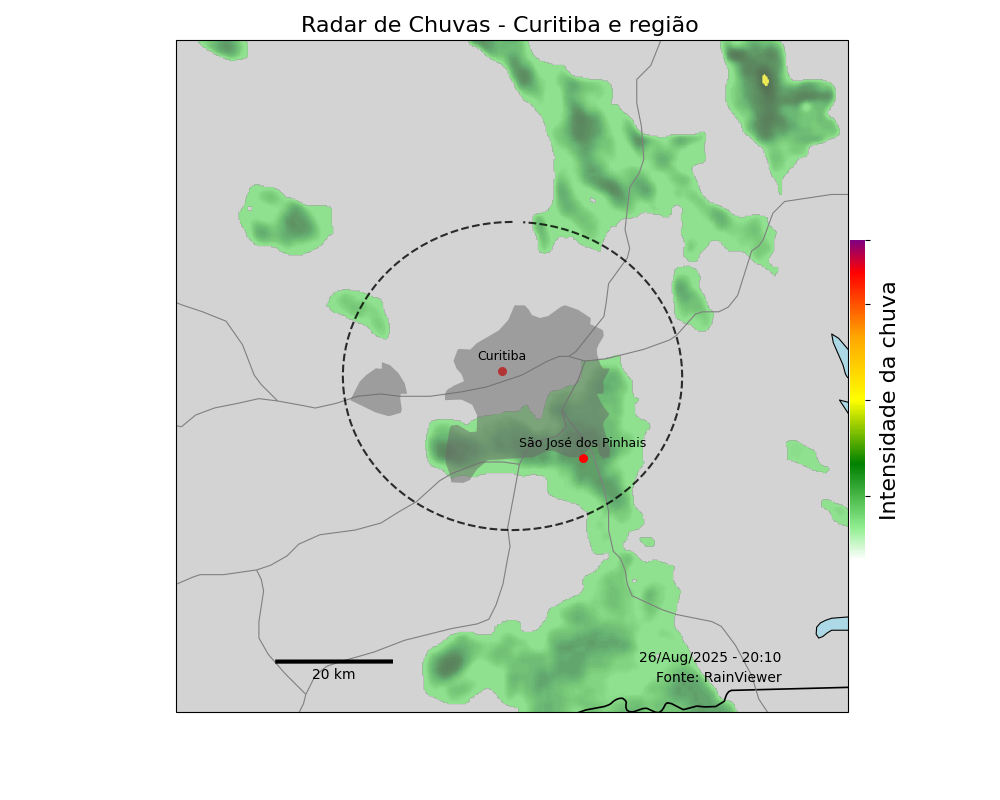 Radar de Chuvas - Curitiba e região
Curitiba
São José dos Pinhais
Intensidade da chuva
26/Aug/2025 - 20:10
Fonte: RainViewer
20 km